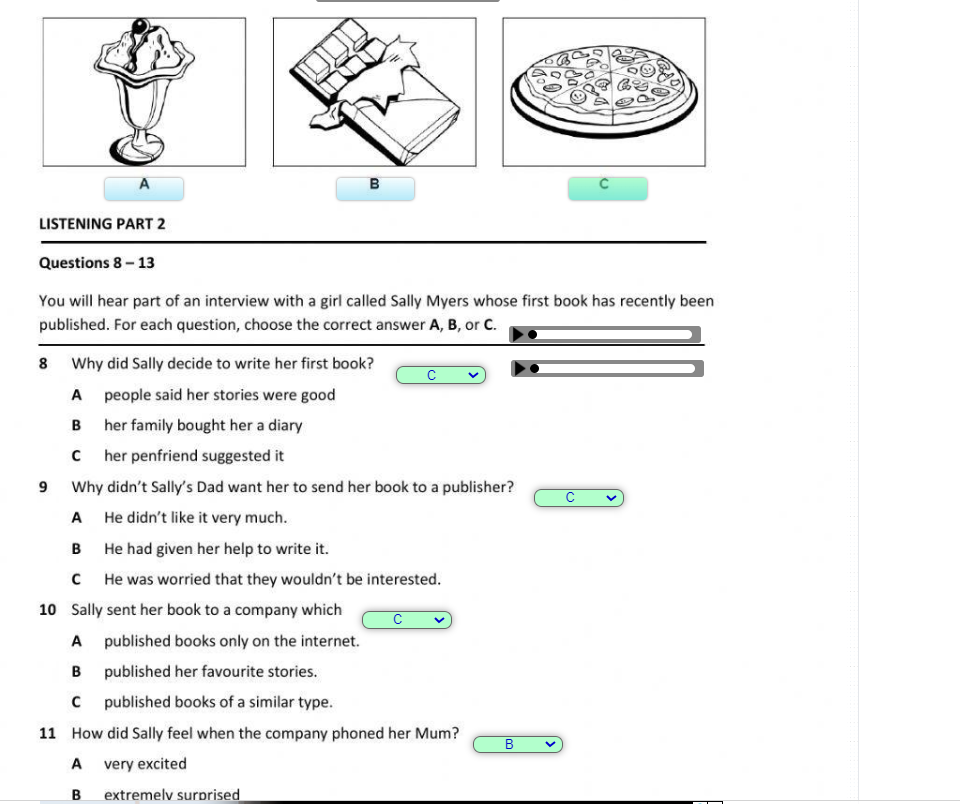 A B C
LISTENING PART 2
Questions 8 – 13
You will hear part of an interview with a girl called Sally Myers whose first book has recently been
published. For each question, choose the correct answer A, B, or C.
8 Why did Sally decide to write her first book? C
A people said her stories were good
B her family bought her a diary
C her penfriend suggested it
9 Why didn’t Sally’s Dad want her to send her book to a publisher? C
A He didn’t like it very much.
B He had given her help to write it.
C He was worried that they wouldn’t be interested.
10 Sally sent her book to a company which C
A published books only on the internet.
B published her favourite stories.
C published books of a similar type.
11 How did Sally feel when the company phoned her Mum? B
A very excited
B extremely surprised